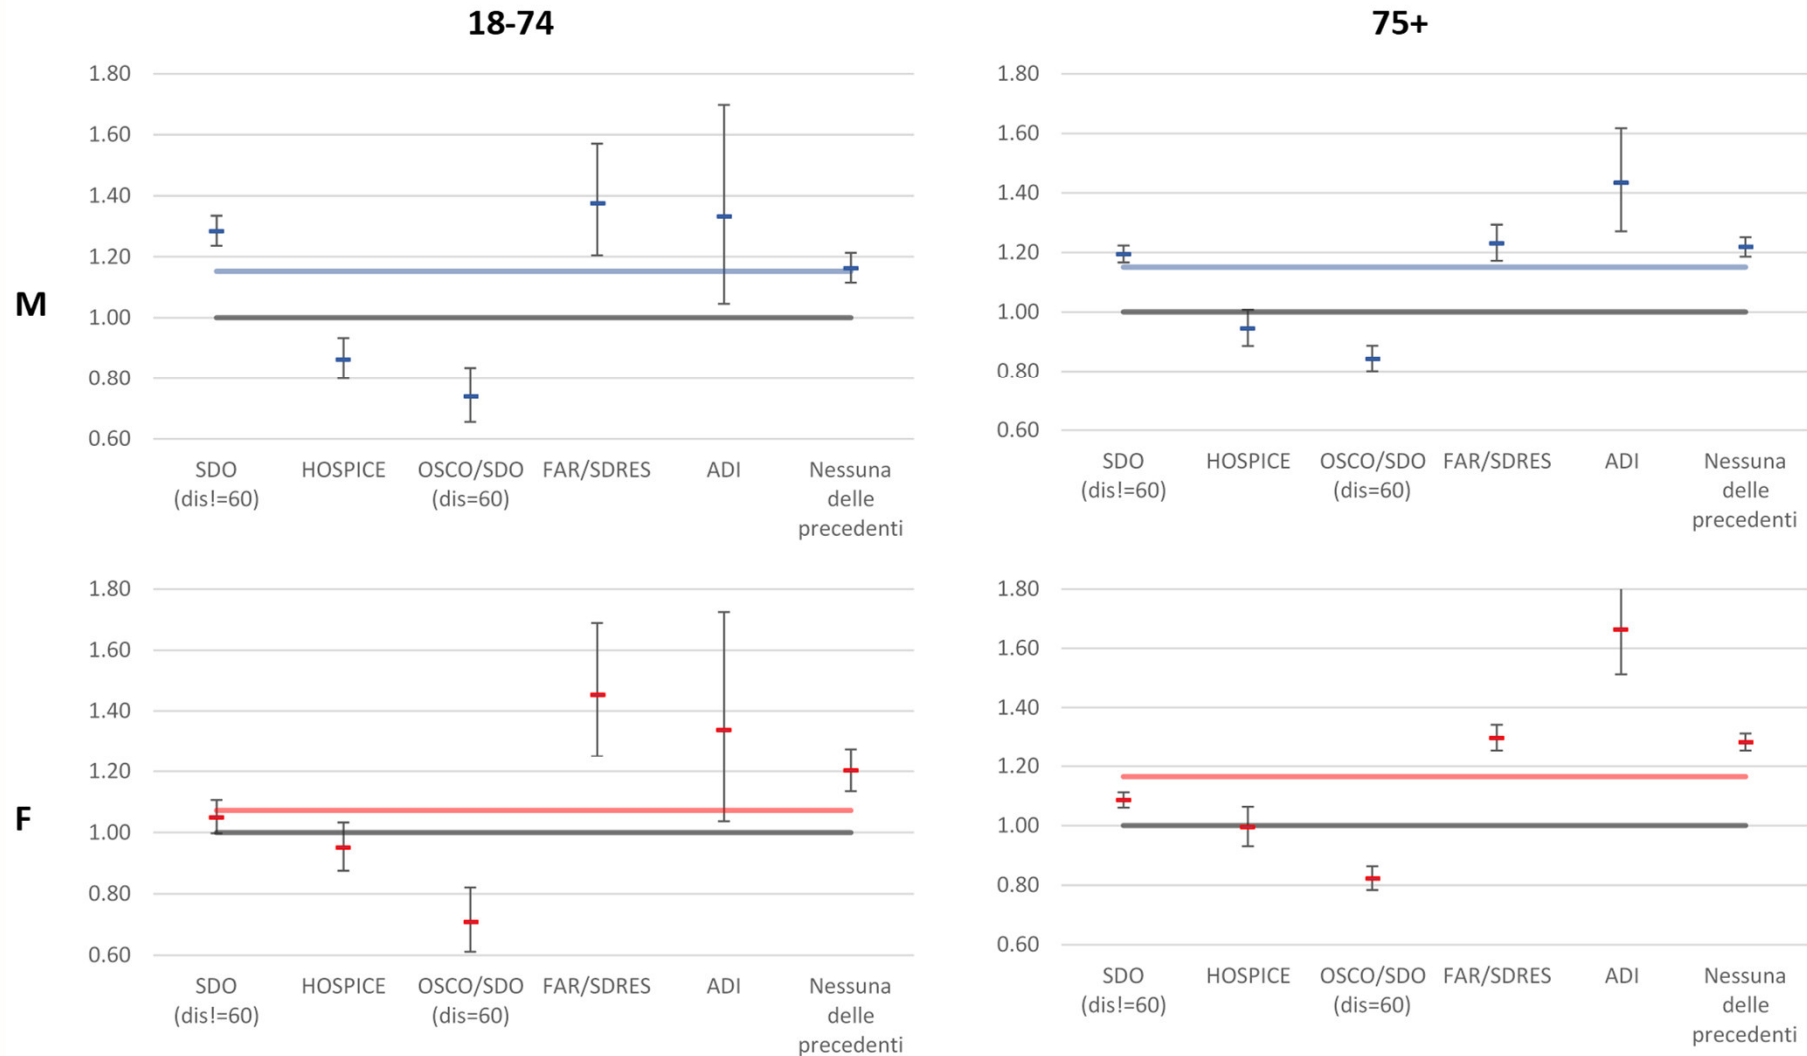 18-74
75+
M
1.80
1.60
1.40
1.20
1.00
0.80
0.60
SDO
(dis!=60)
HOSPICE
OSCO/SDO
(dis=60)
FAR/SDRES
ADI
Nessuna
delle
precedenti
1.80
1.60
1.40
1.20
1.00
0.80
0.60
SDO
(dis!=60)
HOSPICE
OSCO/SDO
(dis=60)
FAR/SDRES
ADI
Nessuna
delle
precedenti
F
1.80
1.60
1.40
1.20
1.00
0.80
0.60
SDO
(dis!=60)
HOSPICE
OSCO/SDO
(dis=60)
FAR/SDRES
ADI
Nessuna
delle
precedenti
1.80
1.60
1.40
1.20
1.00
0.80
0.60
SDO
(dis!=60)
HOSPICE
OSCO/SDO
(dis=60)
FAR/SDRES
ADI
Nessuna
delle
precedenti